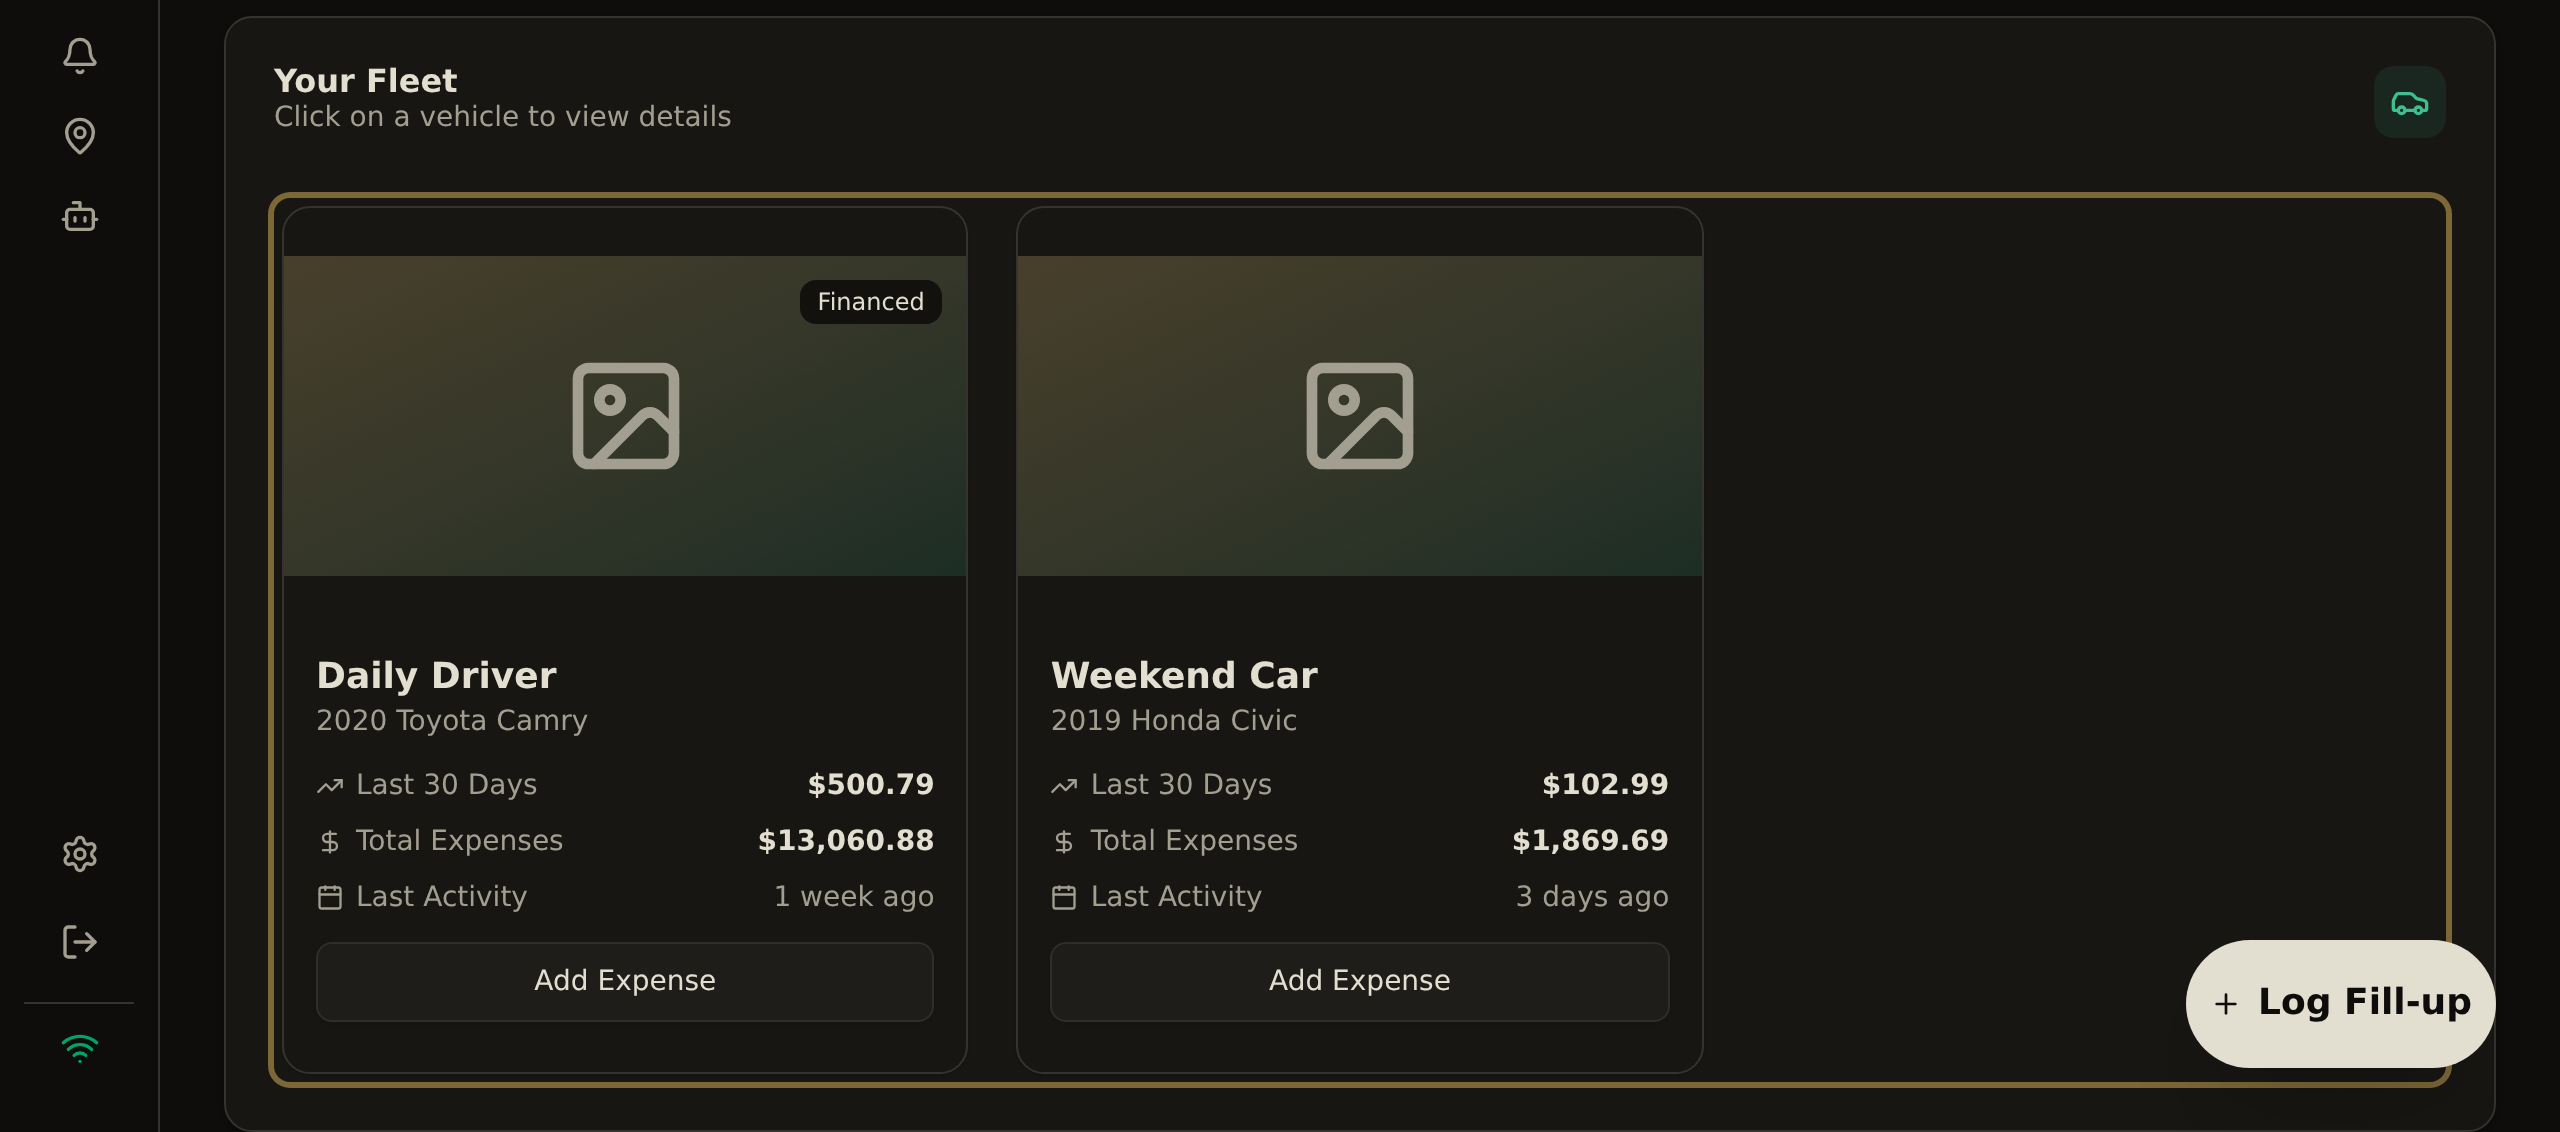 Your Fleet
Click on a vehicle to view details
Financed
Daily Driver
2020 Toyota Camry
Last 30 Days $500.79
Total Expenses $13,060.88
Last Activity 1 week ago
Add Expense
Weekend Car
2019 Honda Civic
Last 30 Days $102.99
Total Expenses $1,869.69
Last Activity 3 days ago
Add Expense
+ Log Fill-up